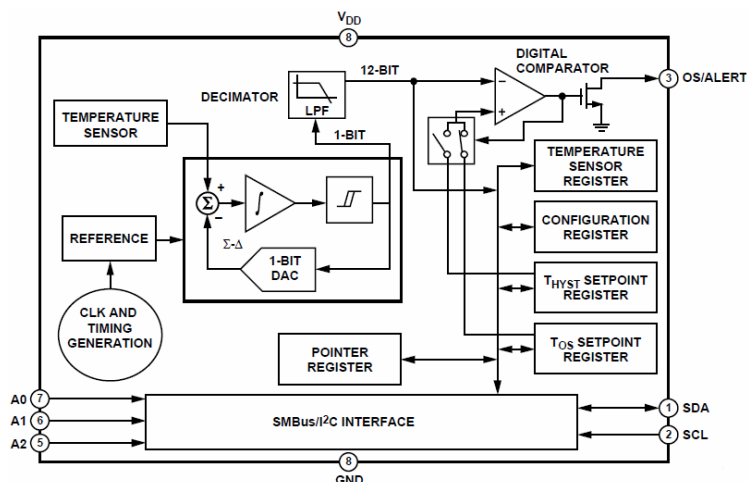 VDD
8
DIGITAL
COMPARATOR
12-BIT
−
+
3 OS/ALERT
DECIMATOR
LPF
1-BIT
TEMPERATURE
SENSOR
TEMPERATURE
SENSOR
REGISTER
+
Σ
−
∫
Σ-Δ
1-BIT
DAC
REFERENCE
CONFIGURATION
REGISTER
CLK AND
TIMING
GENERATION
THYST SETPOINT
REGISTER
TOS SETPOINT
REGISTER
POINTER
REGISTER
A0 7
A1 6
A2 5
SMBus/I2C INTERFACE
1 SDA
2 SCL
8
GND